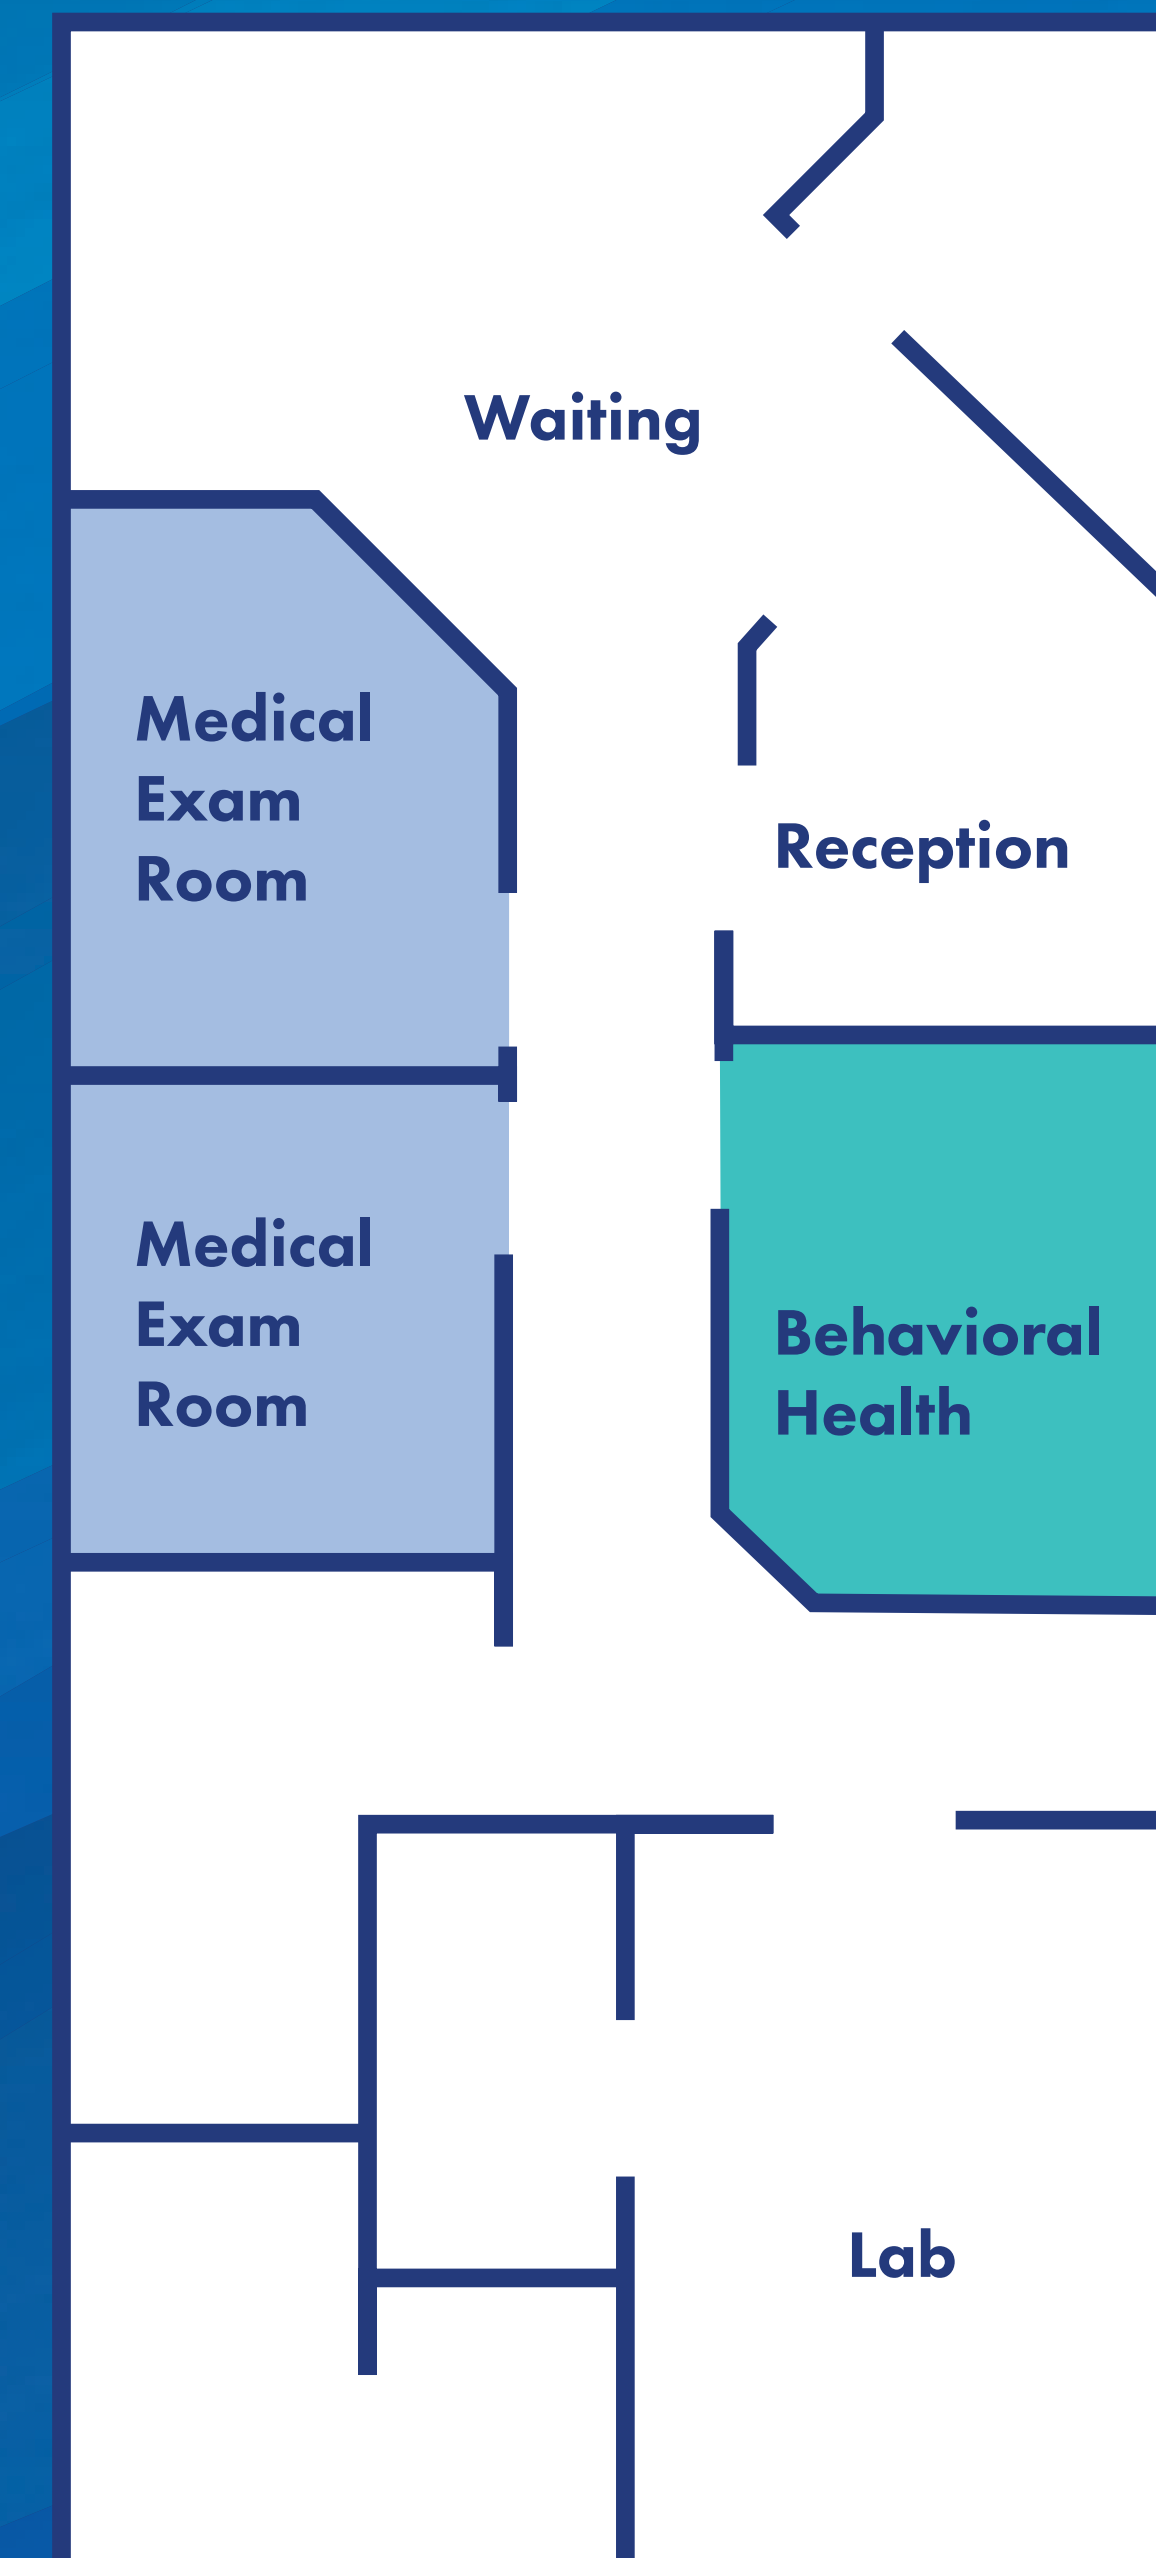 Waiting
Medical
Exam
Room
Reception
Medical
Exam
Room
Behavioral
Health
Lab